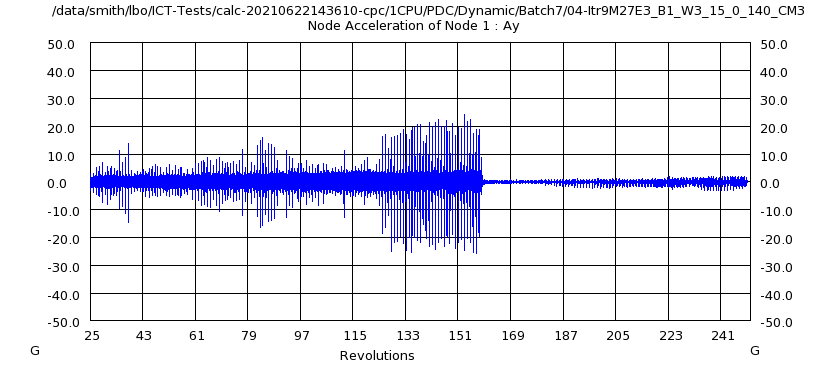 /data/smith/lbo/ICT-Tests/calc-20210622143610-cpc/1CPU/PDC/Dynamic/Batch7/04-Itr9M27E3_B1_W3_15_0_140_CM3
Node Acceleration of Node 1 : Ay
50.0 50.0
40.0 40.0
30.0 30.0
20.0 20.0
10.0 10.0
0.0 0.0
-10.0 -10.0
-20.0 -20.0
-30.0 -30.0
-40.0 -40.0
-50.0 -50.0
25 43 61 79 97 115 133 151 169 187 205 223 241
G G
Revolutions